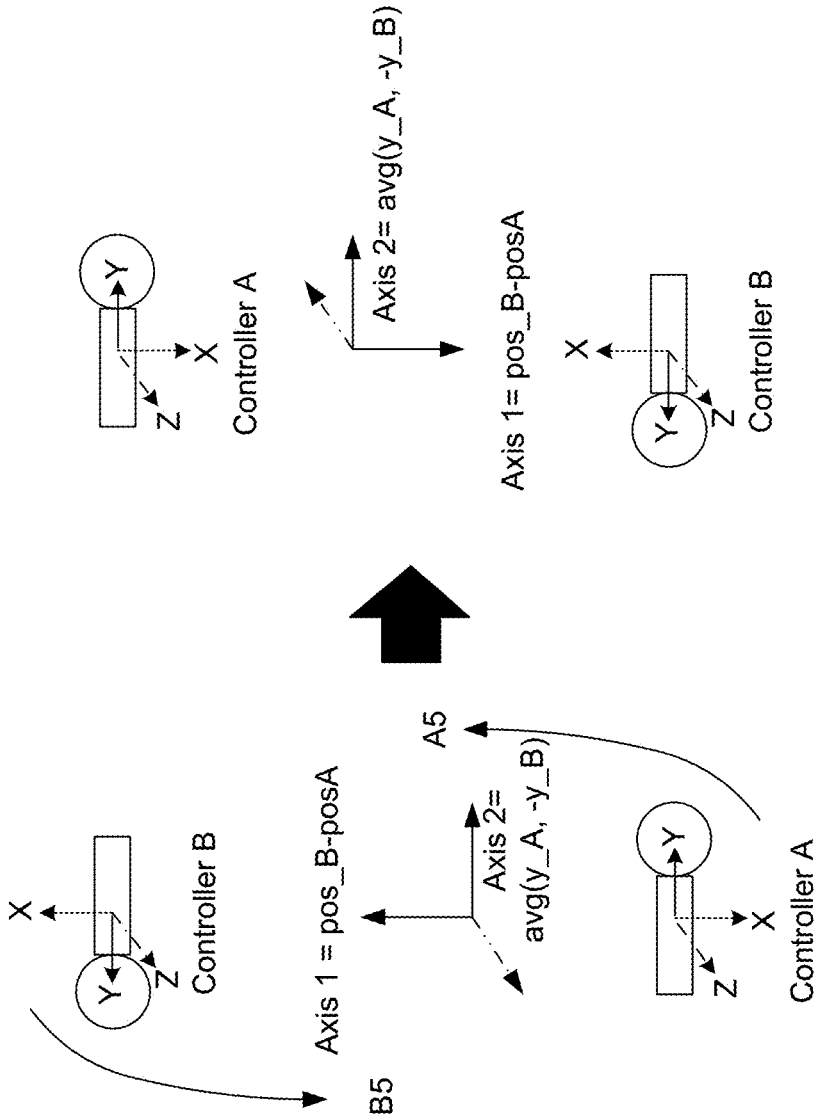 X
Y
Z
Controller B
B5
Axis 1 = pos_B-posA
A5
Axis 2=
avg(y_A, -y_B)
Y
Z
X
Controller A
Y
Z
X
Controller A
Axis 2= avg(y_A, -y_B)
Axis 1= pos_B-posA
X
Y
Z
Controller B